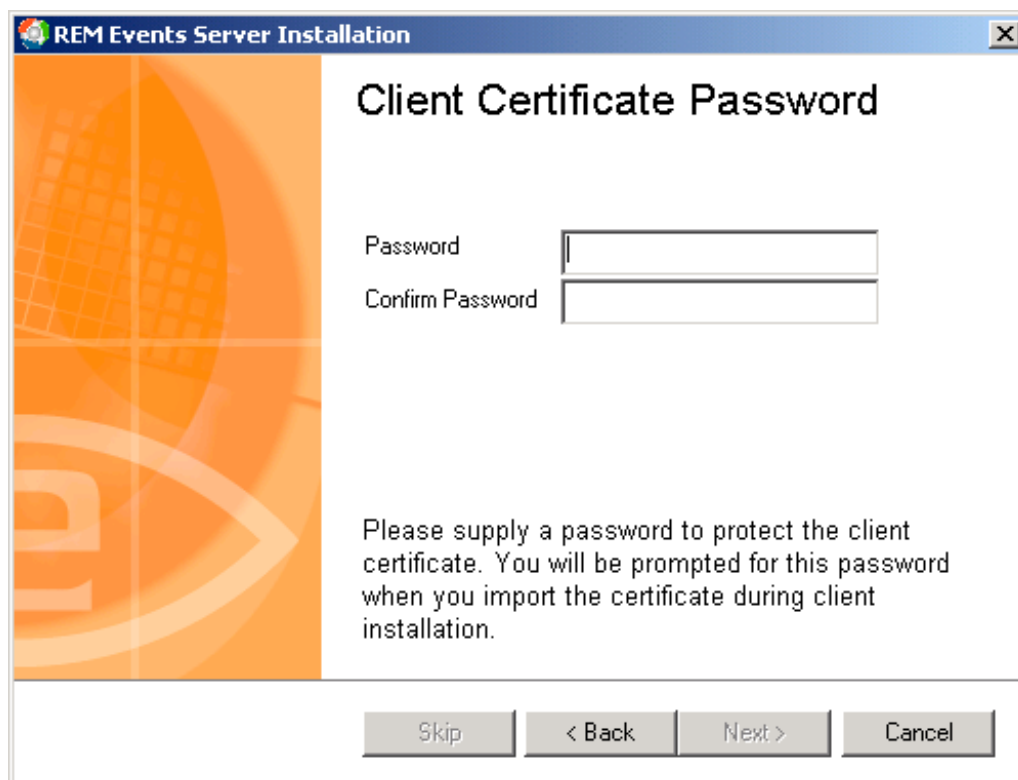 REM Events Server Installation
Client Certificate Password
Password
Confirm Password
Please supply a password to protect the client
certificate. You will be prompted for this password
when you import the certificate during client
installation.
Skip < Back Next > Cancel
e